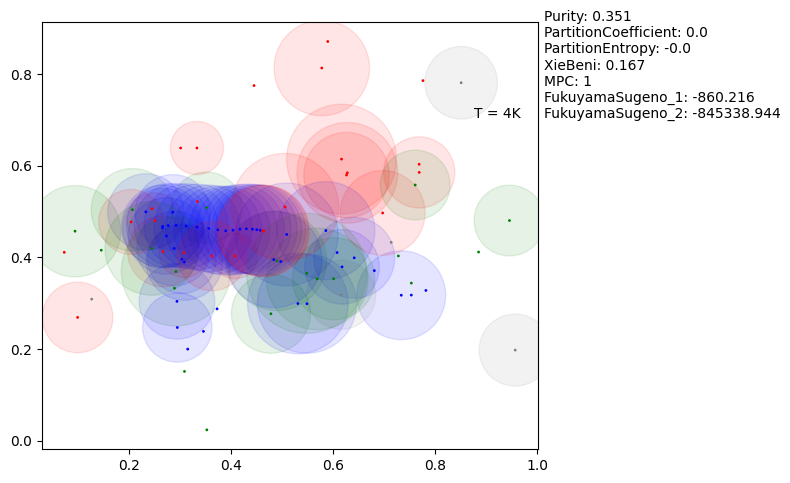 Purity: 0.351
PartitionCoefficient: 0.0
PartitionEntropy: -0.0
XieBeni: 0.167
MPC: 1
FukuyamaSugeno_1: -860.216
FukuyamaSugeno_2: -845338.944
T = 4K
0.8
0.6
0.4
0.2
0.0
0.2 0.4 0.6 0.8 1.0